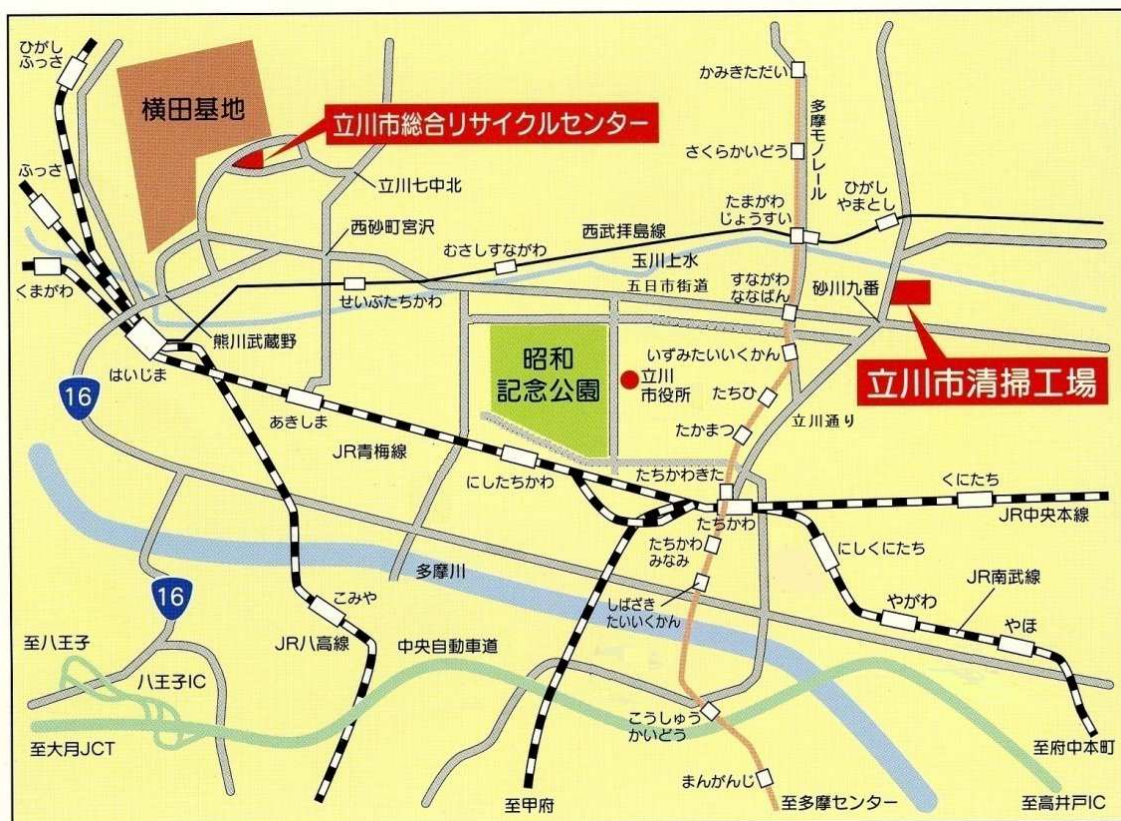 ひがし
ふっさ
横田基地
立川市総合リサイクルセンター
かみきただい
多摩モノレール
さくらかいどう
ふっさ
立川七中北
ひがし
やまとし
たまがわ
じょうすい
西砂町宮沢
西武拝島線
むさしすながわ
玉川上水
くまがわ
せいぶたちかわ
五日市街道
すながわ
ななばん
砂川九番
熊川武蔵野
はいじま
昭和
記念公園
いずみたいいくかん
立川
市役所
立川市清掃工場
16
たちひ
あきしま
立川通り
たかまつ
JR青梅線
にしたちかわ
たちかわきた
くにたち
たちかわ
JR中央本線
たちかわ
みなみ
にしくにたち
多摩川
JR南武線
16
こみや
しばざき
たいいくかん
やがわ
やほ
至八王子
JR八高線
中央自動車道
八王子IC
こうしゅう
かいどう
至大月JCT
至府中本町
まんがんじ
至甲府
至多摩センター
至高井戸IC